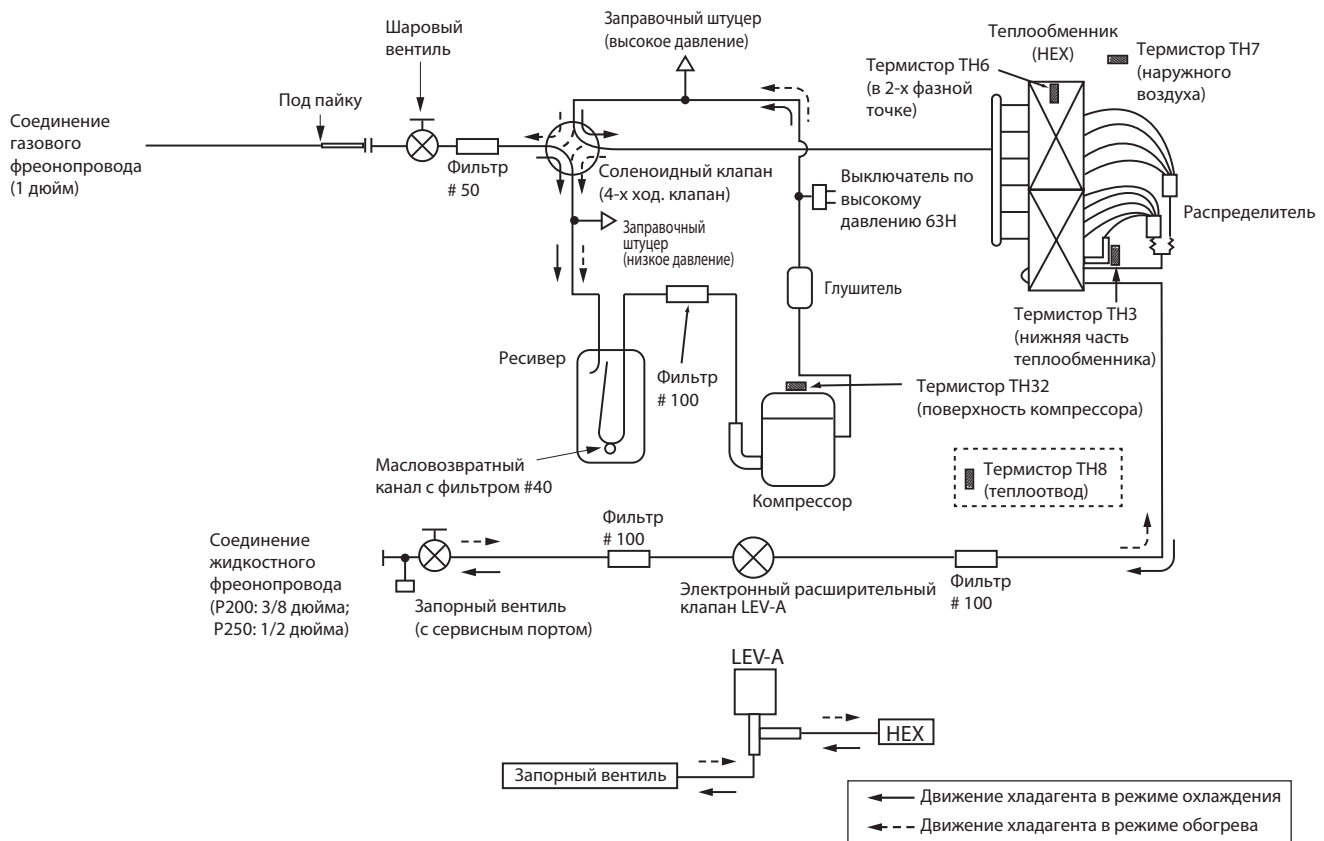 Заправочный штуцер
(высокое давление)
Шаровый
вентиль
Теплообменник
(HEX)
Термистор TH7
(наружного
воздуха)
Термистор TH6
(в 2-х фазной
точке)
Под пайку
Соединение
газового
фреонопровода
(1 дюйм)
Фильтр
# 50
Соленоидный клапан
(4-х ход. клапан)
Выключатель по
высокому
давлению 63H
Распределитель
Заправочный
штуцер
(низкое давление)
Глушитель
Термистор TH3
(нижняя часть
теплообменника)
Ресивер
Фильтр
# 100
Термистор TH32
(поверхность компрессора)
Масловозвратный
канал с фильтром #40
Компрессор
Термистор TH8
(теплоотвод)
Соединение
жидкостного
фреонопровода
(P200: 3/8 дюйма;
P250: 1/2 дюйма)
Запорный вентиль
(с сервисным портом)
Фильтр
# 100
Электронный расширительный
клапан LEV-A
Фильтр
# 100
LEV-A
HEX
Запорный вентиль
Движение хладагента в режиме охлаждения
Движение хладагента в режиме обогрева